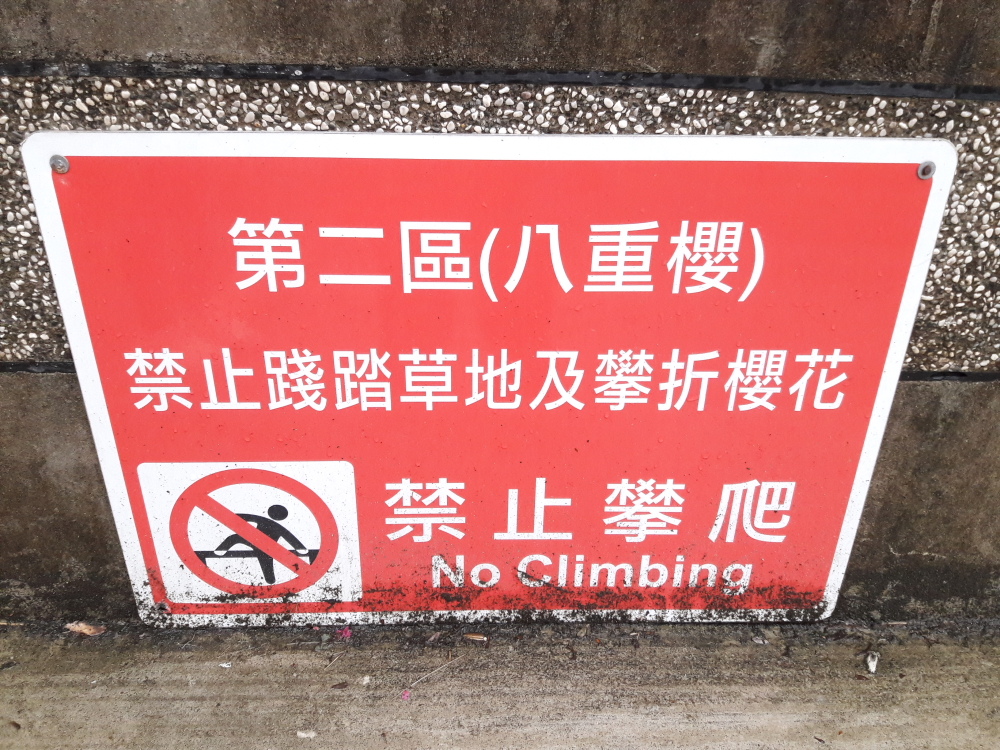 第二區(八重櫻)
禁止踐踏草地及攀折櫻花
禁止攀爬
No Climbing